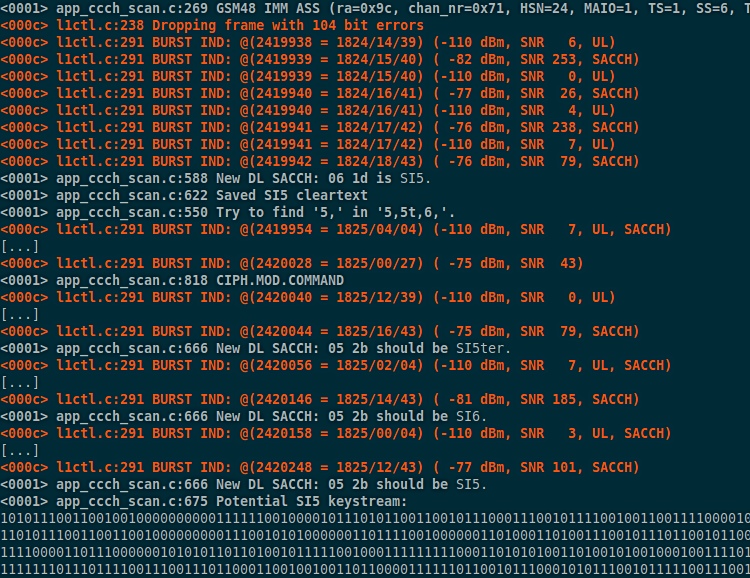 <0001> app_ccch_scan.c:269 GSM48 IMM ASS (ra=0x9c, chan_nr=0x71, HSN=24, MAIO=1, TS=1, SS=6,
<000c> l1ctl.c:238 Dropping frame with 104 bit errors
<000c> l1ctl.c:291 BURST IND: @(2419938 = 1824/14/39) (-110 dBm, SNR   6, UL)
<000c> l1ctl.c:291 BURST IND: @(2419939 = 1824/15/40) ( -82 dBm, SNR 253, SACCH)
<000c> l1ctl.c:291 BURST IND: @(2419939 = 1824/15/40) (-110 dBm, SNR   0, UL)
<000c> l1ctl.c:291 BURST IND: @(2419940 = 1824/16/41) ( -77 dBm, SNR  26, SACCH)
<000c> l1ctl.c:291 BURST IND: @(2419940 = 1824/16/41) (-110 dBm, SNR   4, UL)
<000c> l1ctl.c:291 BURST IND: @(2419941 = 1824/17/42) ( -76 dBm, SNR 238, SACCH)
<000c> l1ctl.c:291 BURST IND: @(2419941 = 1824/17/42) (-110 dBm, SNR   7, UL)
<000c> l1ctl.c:291 BURST IND: @(2419942 = 1824/18/43) ( -76 dBm, SNR  79, SACCH)
<0001> app_ccch_scan.c:588 New DL SACCH: 06 1d is SI5.
<0001> app_ccch_scan.c:622 Saved SI5 cleartext
<0001> app_ccch_scan.c:550 Try to find '5,' in '5,5t,6,'.
<000c> l1ctl.c:291 BURST IND: @(2419954 = 1825/04/04) (-110 dBm, SNR   7, UL, SACCH)
[...]
<000c> l1ctl.c:291 BURST IND: @(2420028 = 1825/00/27) ( -75 dBm, SNR  43)
<0001> app_ccch_scan.c:818 CIPH.MOD.COMMAND
<000c> l1ctl.c:291 BURST IND: @(2420040 = 1825/12/39) (-110 dBm, SNR   0, UL)
[...]
<000c> l1ctl.c:291 BURST IND: @(2420044 = 1825/16/43) ( -75 dBm, SNR  79, SACCH)
<0001> app_ccch_scan.c:666 New DL SACCH: 05 2b should be SI5ter.
<000c> l1ctl.c:291 BURST IND: @(2420056 = 1825/02/04) (-110 dBm, SNR   7, UL, SACCH)
[...]
<000c> l1ctl.c:291 BURST IND: @(2420146 = 1825/14/43) ( -81 dBm, SNR 185, SACCH)
<0001> app_ccch_scan.c:666 New DL SACCH: 05 2b should be SI6.
<000c> l1ctl.c:291 BURST IND: @(2420158 = 1825/00/04) (-110 dBm, SNR   3, UL, SACCH)
[...]
<000c> l1ctl.c:291 BURST IND: @(2420248 = 1825/12/43) ( -77 dBm, SNR 101, SACCH)
<0001> app_ccch_scan.c:666 New DL SACCH: 05 2b should be SI5.
<0001> app_ccch_scan.c:675 Potential SI5 keystream: